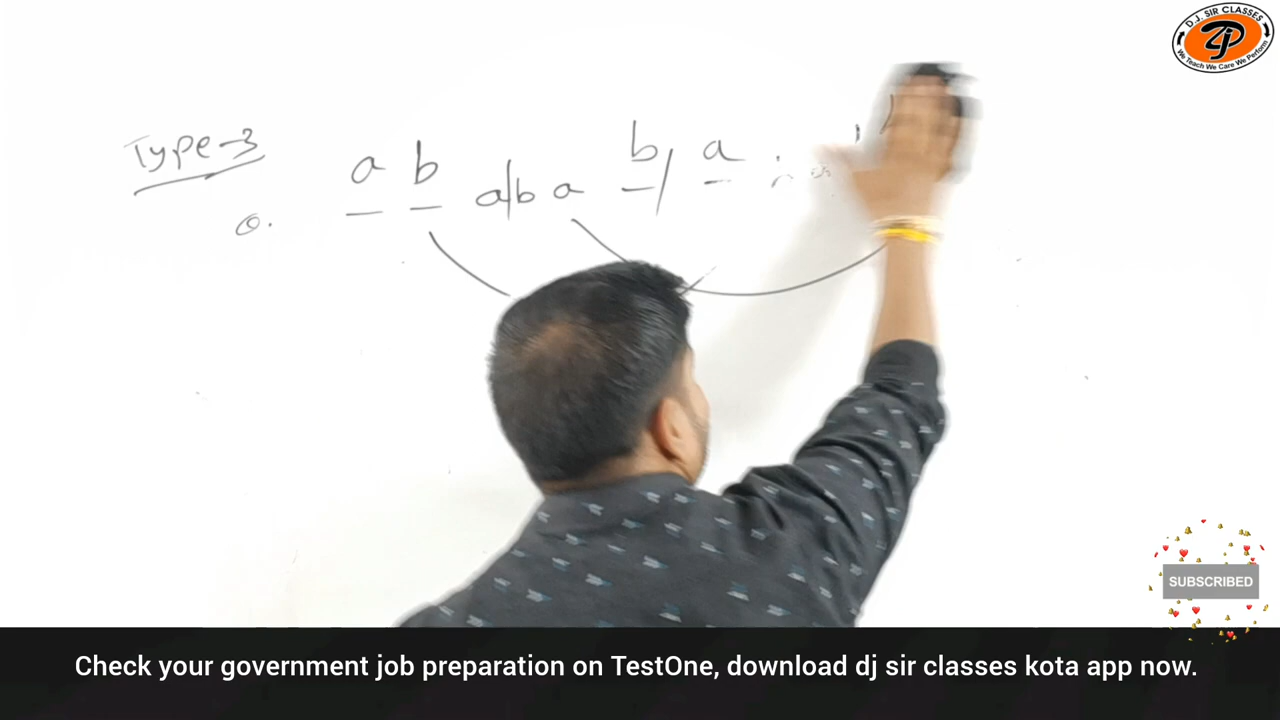 D.J. SIR CLASSES
We Teach We Care We Perform
Type-3
Q. a b a/b a b/ a
SUBSCRIBED
Check your government job preparation on TestOne, download dj sir classes kota app now.